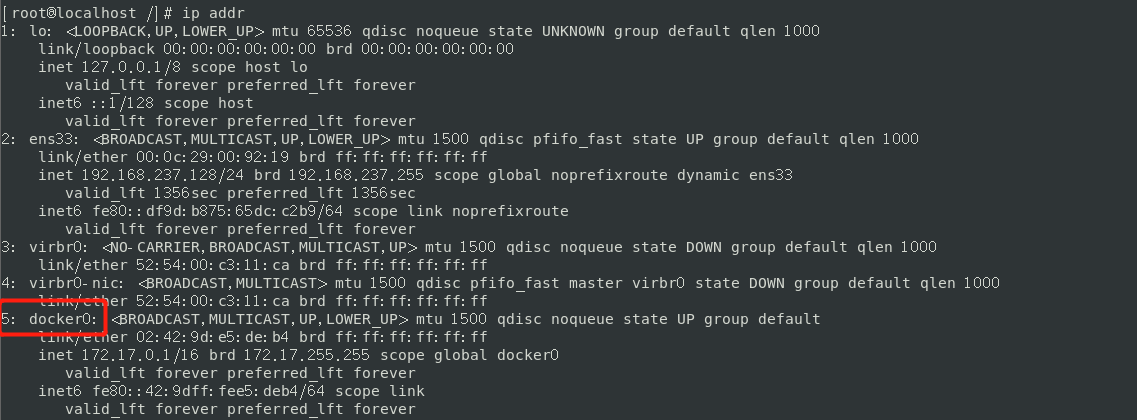 [root@localhost /]# ip addr
1: lo: <LOOPBACK,UP,LOWER_UP> mtu 65536 qdisc noqueue state UNKNOWN group default qlen 1000
link/loopback 00:00:00:00:00:00 brd 00:00:00:00:00:00
inet 127.0.0.1/8 scope host lo
valid_lft forever preferred_lft forever
inet6 ::1/128 scope host
valid_lft forever preferred_lft forever
2: ens33: <BROADCAST,MULTICAST,UP,LOWER_UP> mtu 1500 qdisc pfifo_fast state UP group default qlen 1000
link/ether 00:0c:29:00:92:19 brd ff:ff:ff:ff:ff:ff
inet 192.168.237.128/24 brd 192.168.237.255 scope global noprefixroute dynamic ens33
valid_lft 1356sec preferred_lft 1356sec
inet6 fe80::df9d:b875:65dc:c2b9/64 scope link noprefixroute
valid_lft forever preferred_lft forever
3: virbr0: <NO-CARRIER,BROADCAST,MULTICAST,UP> mtu 1500 qdisc noqueue state DOWN group default qlen 1000
link/ether 52:54:00:c3:11:ca brd ff:ff:ff:ff:ff:ff
4: virbr0-nic: <BROADCAST,MULTICAST> mtu 1500 qdisc pfifo_fast master virbr0 state DOWN group default qlen 1000
link/ether 52:54:00:c3:11:ca brd ff:ff:ff:ff:ff:ff
5: docker0: <BROADCAST,MULTICAST,UP,LOWER_UP> mtu 1500 qdisc noqueue state UP group default
link/ether 02:42:9d:e5:de:b4 brd ff:ff:ff:ff:ff:ff
inet 172.17.0.1/16 brd 172.17.255.255 scope global docker0
valid_lft forever preferred_lft forever
inet6 fe80::42:9dff:fee5:deb4/64 scope link
valid_lft forever preferred_lft forever